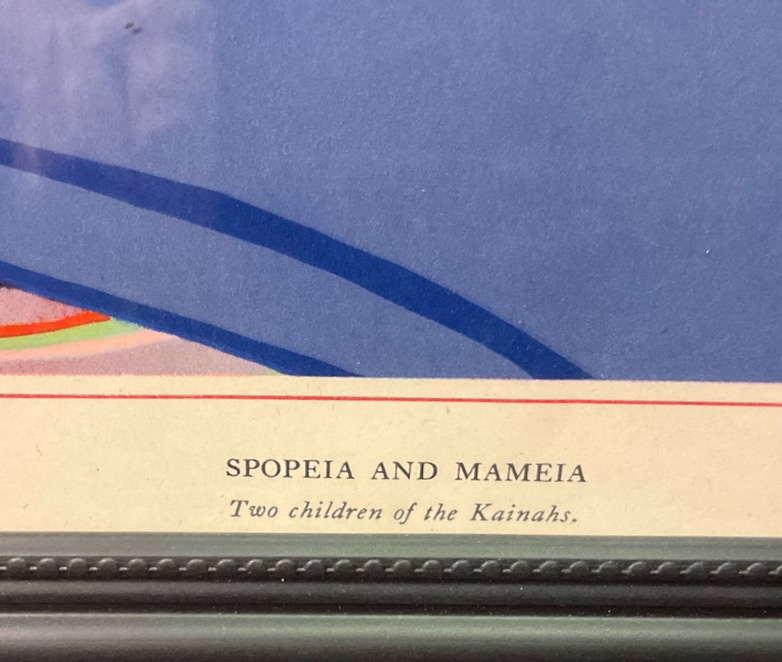 SPOPEIA AND MAMEIA
Two children of the Kainahs.